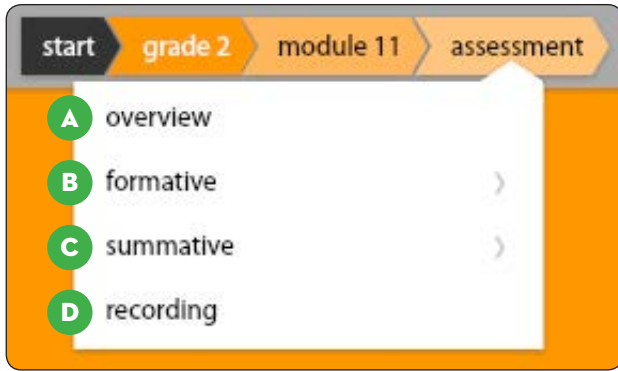 start grade 2 module 11 assessment
A overview
B formative
C summative
D recording